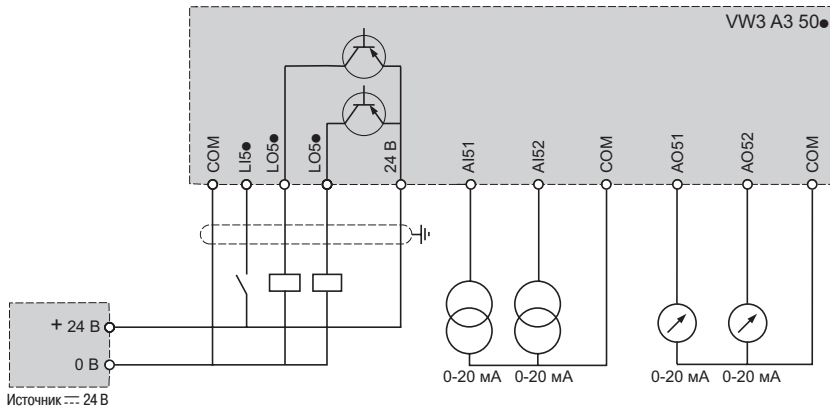 VW3 A3 50●
COM
LI5●
LO5●
LO5●
24 В
AI51
AI52
COM
AO51
AO52
COM
+ 24 В
0 В
Источник ⎓ 24 В
0-20 мА
0-20 мА
0-20 мА
0-20 мА